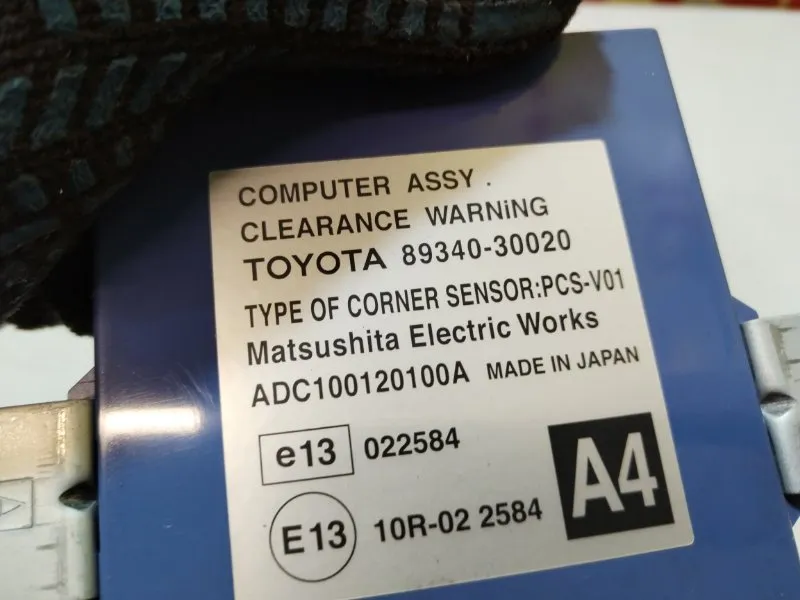 COMPUTER ASSY .
CLEARANCE WARNiNG
TOYOTA 89340-30020
TYPE OF CORNER SENSOR:PCS-V01
Matsushita Electric Works
ADC100120100A MADE IN JAPAN
e13 022584
E13 10R-02 2584
A4